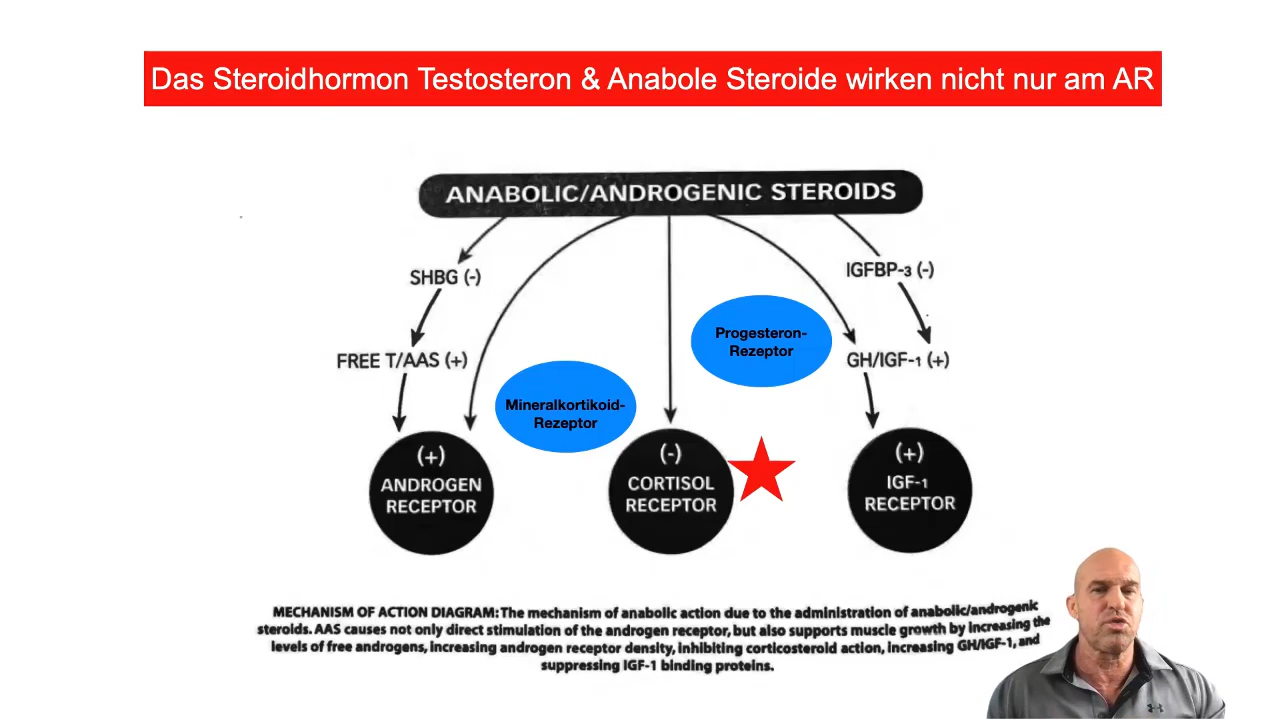 Das Steroidhormon Testosteron & Anabole Steroide wirken nicht nur am AR
ANABOLIC/ANDROGENIC STEROIDS
SHBG (-)
IGFBP-3 (-)
Progesteron-
Rezeptor
FREE T/AAS (+)
GH/IGF-1 (+)
Mineralkortikoid-
Rezeptor
(+)
ANDROGEN
RECEPTOR
(-)
CORTISOL
RECEPTOR
(+)
IGF-1
RECEPTOR
MECHANISM OF ACTION DIAGRAM: The mechanism of anabolic action due to the administration of anabolic/androgenic
steroids. AAS causes not only direct stimulation of the androgen receptor, but also supports muscle growth by increasing the
levels of free androgens, increasing androgen receptor density, inhibiting corticosteroid action, increasing GH/IGF-1, and
suppressing IGF-1 binding proteins.